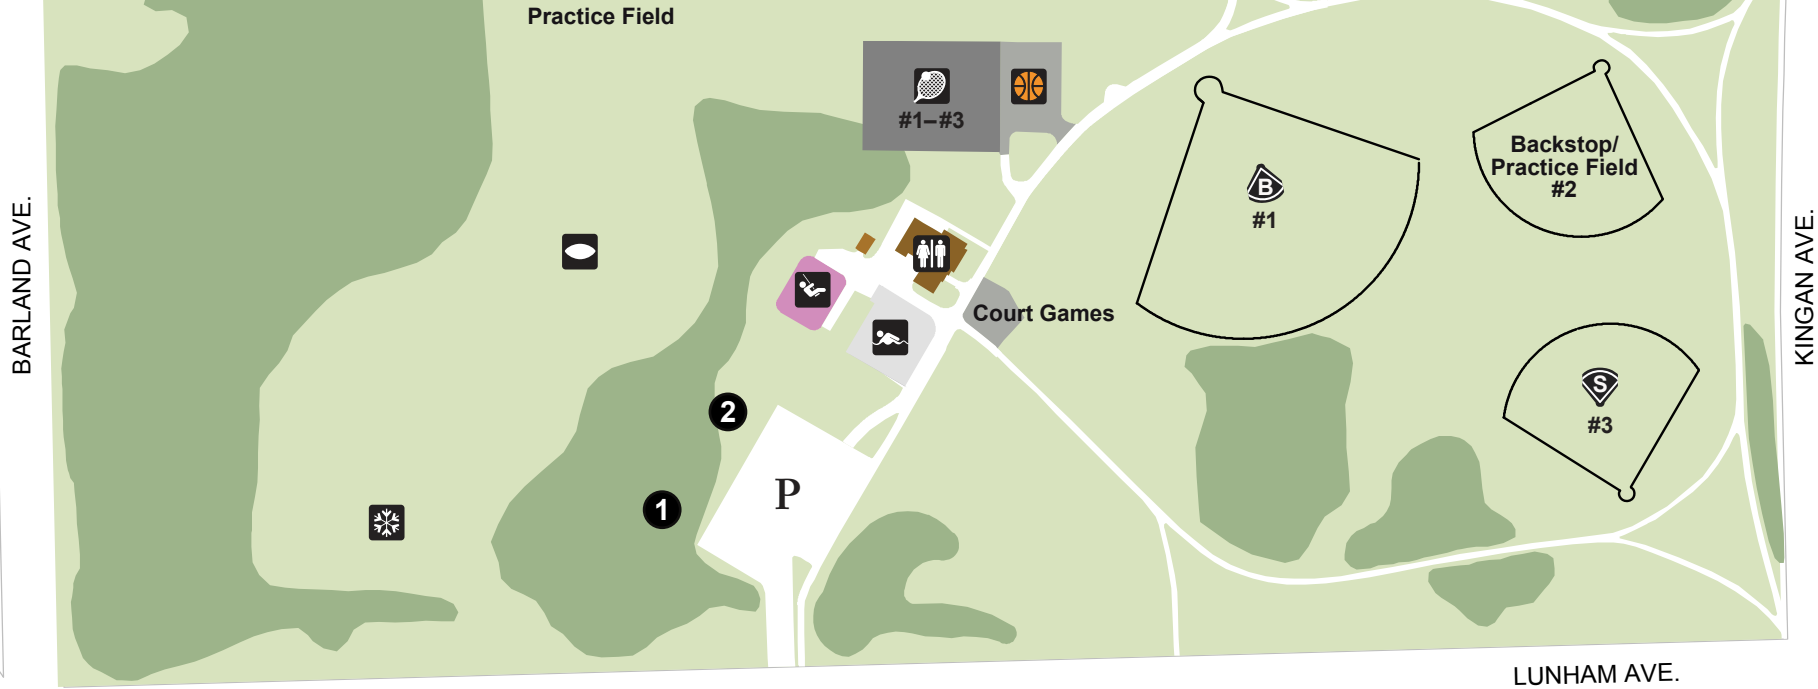 Practice Field
#1–#3
B
#1
Backstop/
Practice Field
#2
BARLAND AVE.
KINGAN AVE.
Court Games
S
#3
2
1
P
LUNHAM AVE.